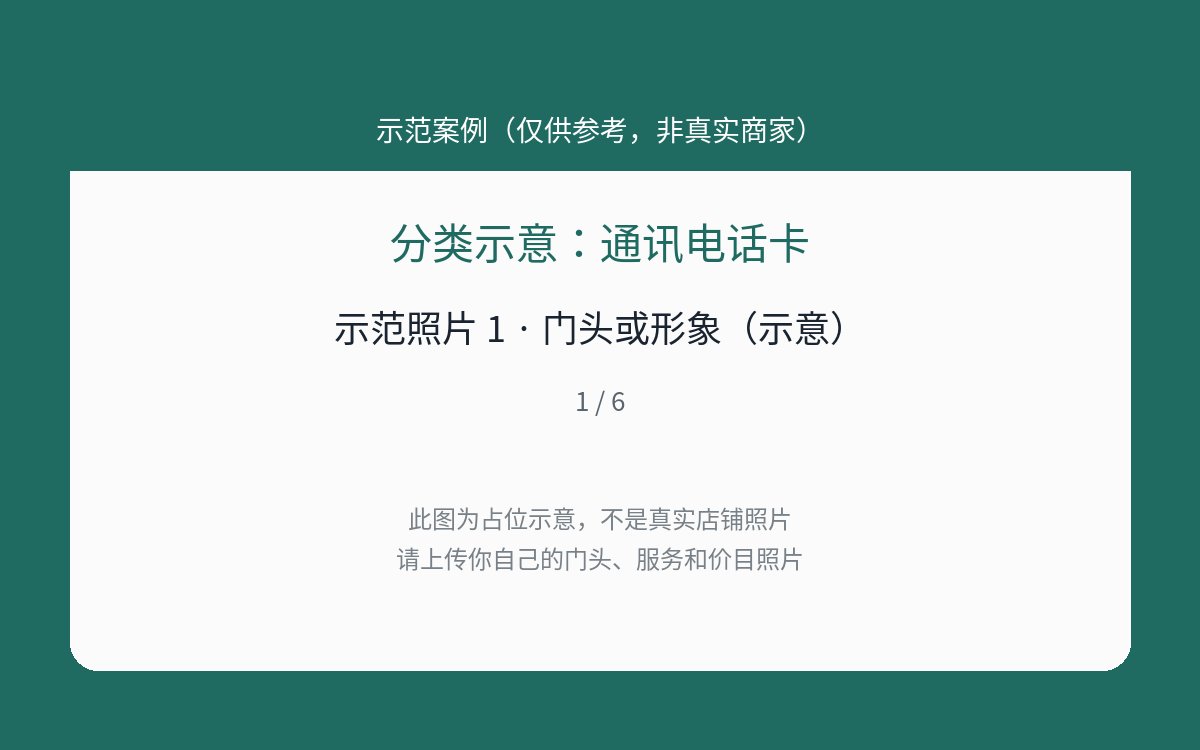 示范案例（仅供参考，非真实商家）
分类示意：通讯电话卡
示范照片 1 · 门头或形象（示意）
1 / 6
此图为占位示意，不是真实店铺照片
请上传你自己的门头、服务和价目照片